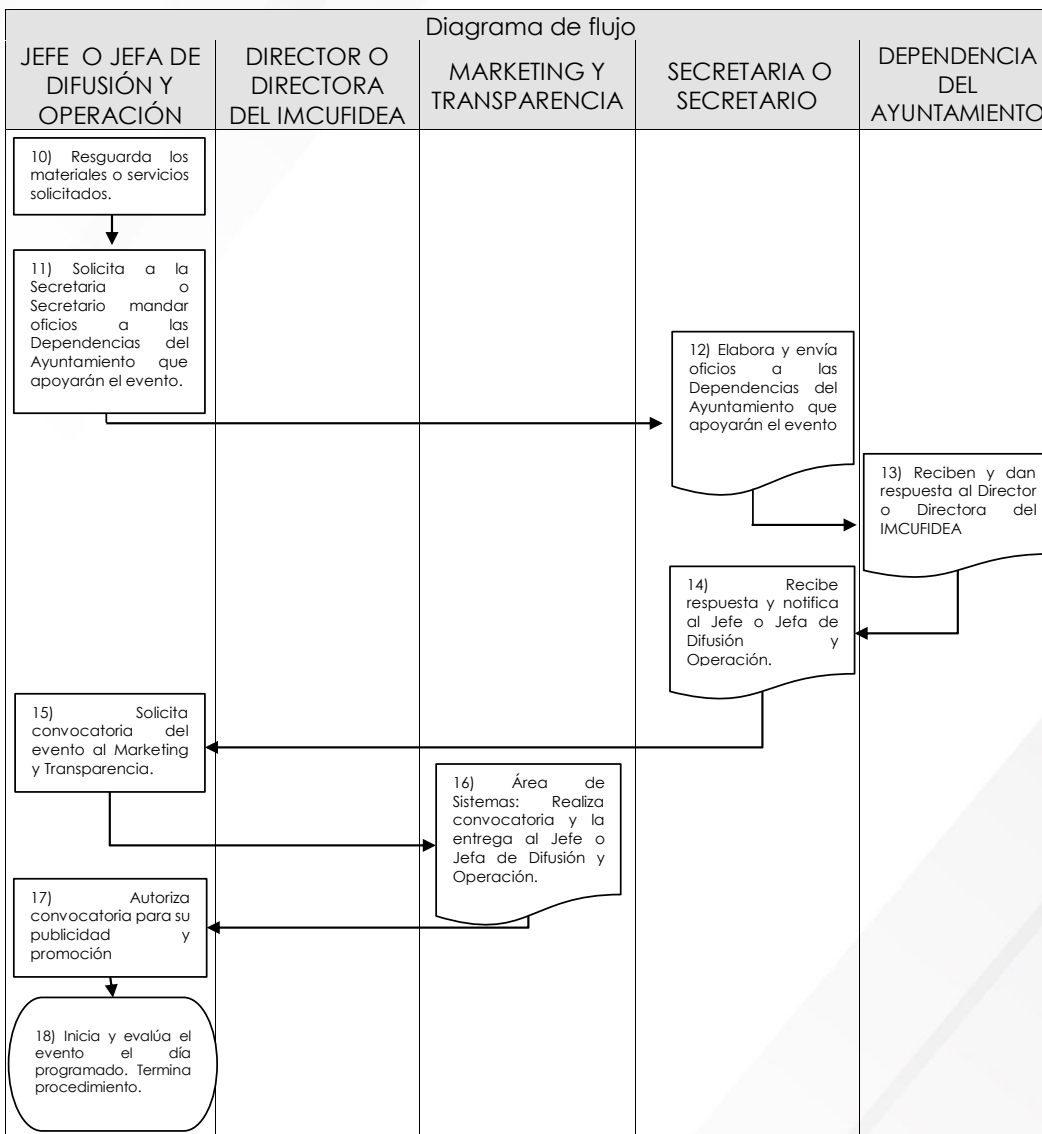 Diagrama de flujo
JEFE O JEFA DE
DIFUSIÓN Y
OPERACIÓN
DIRECTOR O
DIRECTORA
DEL IMCUFIDEA
MARKETING Y
TRANSPARENCIA
SECRETARIA O
SECRETARIO
DEPENDENCIA
DEL
AYUNTAMIENTO
10) Resguarda los
materiales o servicios
solicitados.
11) Solicita a la
Secretaria o
Secretario mandar
oficios a las
Dependencias del
Ayuntamiento que
apoyarán el evento.
12) Elabora y envía
oficios a las
Dependencias del
Ayuntamiento que
apoyarán el evento
13) Reciben y dan
respuesta al Director
o Directora del
IMCUFIDEA
14) Recibe
respuesta y notifica
al Jefe o Jefa de
Difusión y
Operación.
15) Solicita
convocatoria del
evento al Marketing
y Transparencia.
16) Área de
Sistemas: Realiza
convocatoria y la
entrega al Jefe o
Jefa de Difusión y
Operación.
17) Autoriza
convocatoria para su
publicidad y
promoción
18) Inicia y evalúa el
evento el día
programado. Termina
procedimiento.